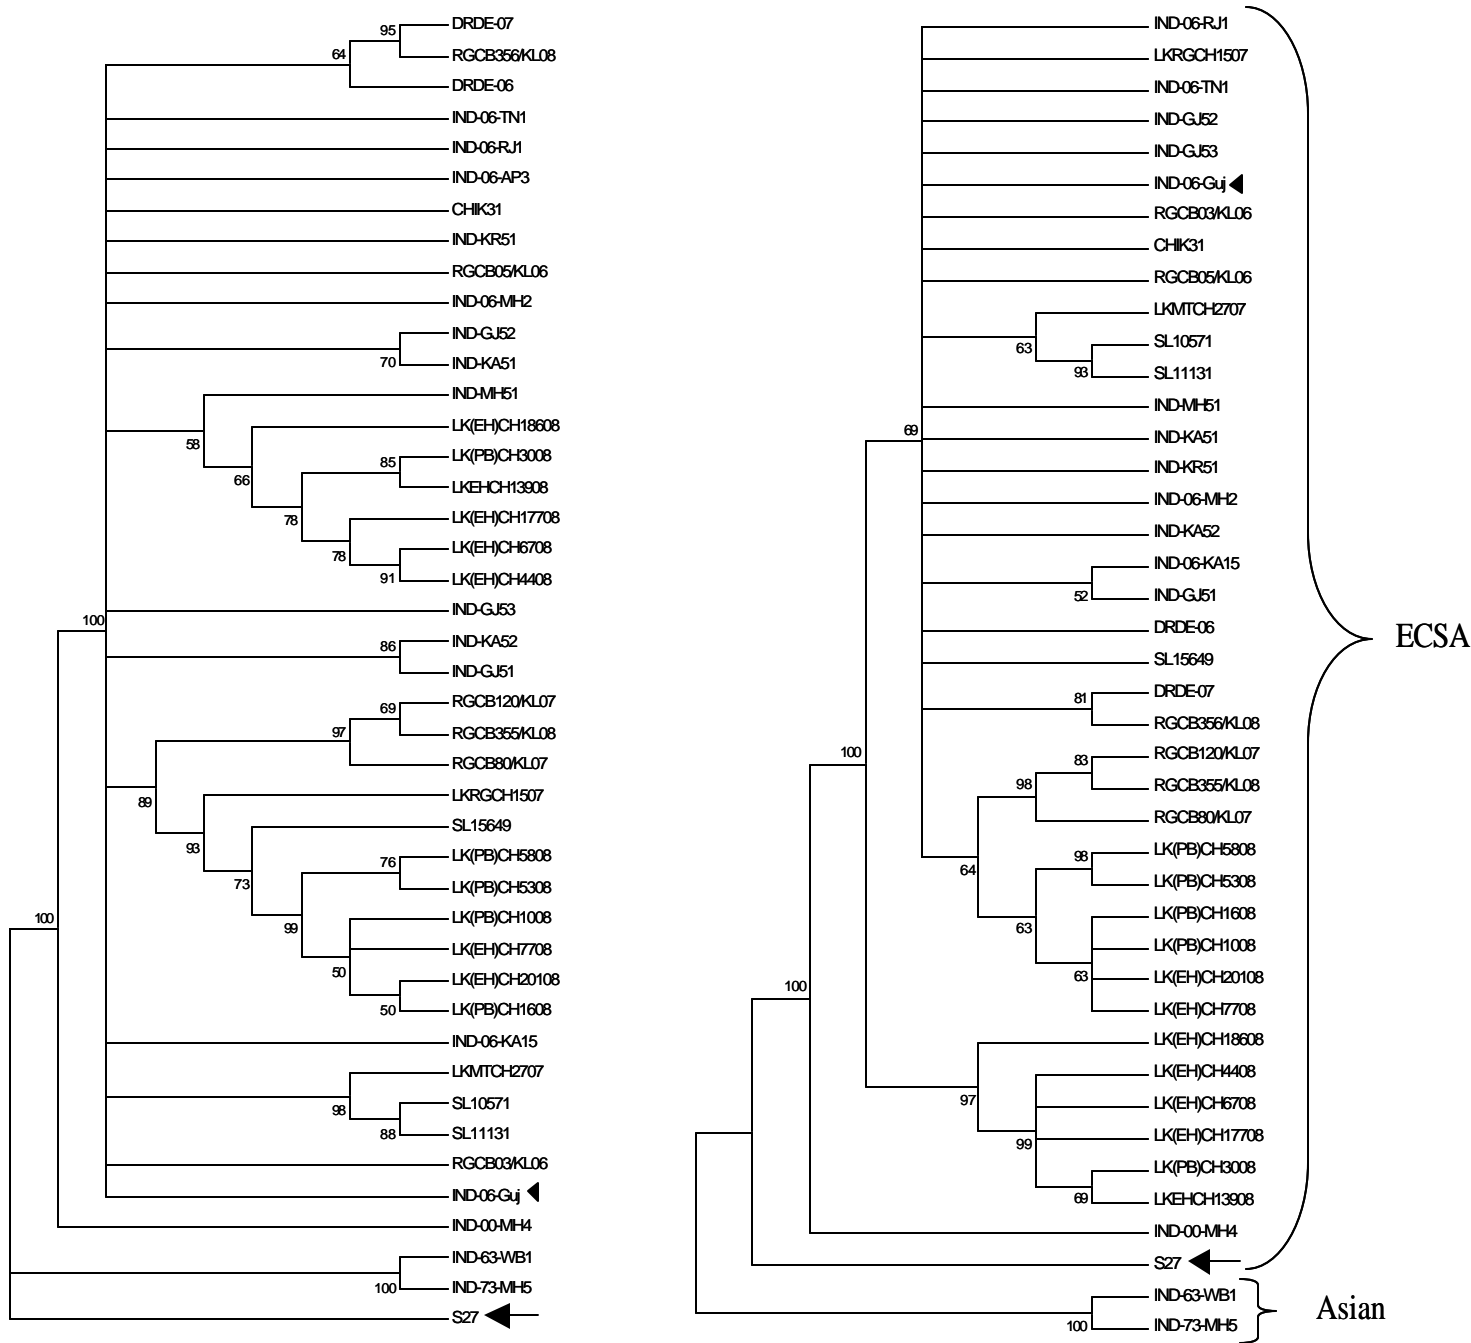 DRDE-07
95
RGCB356/KL08
64
DRDE-06
IND-06-TN1
IND-06-RJ1
IND-06-AP3
CHIK31
IND-KR51
RGCB05/KL06
IND-06-MH2
IND-GJ52
70
IND-KA51
IND-MH51
58
LK(EH)CH18608
66
LK(PB)CH3008
85
LKEHCH13908
78
LK(EH)CH17708
78
LK(EH)CH6708
91
LK(EH)CH4408
IND-GJ53
100
IND-KA52
86
IND-GJ51
RGCB120/KL07
69
RGCB355/KL08
97
RGCB80/KL07
89
LKRGCH1507
93
SL15649
73
LK(PB)CH5808
76
LK(PB)CH5308
99
LK(PB)CH1008
100
LK(EH)CH7708
50
LK(EH)CH20108
50
LK(PB)CH1608
IND-06-KA15
LKMTCH2707
98
SL10571
88
SL11131
RGCB03/KL06
IND-06-Guj
IND-00-MH4
IND-63-WB1
100
IND-73-MH5
S27
IND-06-RJ1
LKRGCH1507
IND-06-TN1
IND-GJ52
IND-GJ53
IND-06-Guj
RGCB03/KL06
CHIK31
RGCB05/KL06
LKMTCH2707
63
SL10571
93
SL11131
IND-MH51
69
IND-KA51
IND-KR51
IND-06-MH2
IND-KA52
IND-06-KA15
52
IND-GJ51
DRDE-06
SL15649
DRDE-07
81
RGCB356/KL08
100
RGCB120/KL07
83
RGCB355/KL08
98
RGCB80/KL07
LK(PB)CH5808
98
64
LK(PB)CH5308
LK(PB)CH1608
63
LK(PB)CH1008
63
LK(EH)CH20108
100
LK(EH)CH7708
LK(EH)CH18608
97
LK(EH)CH4408
LK(EH)CH6708
LK(EH)CH17708
99
LK(PB)CH3008
69
LKEHCH13908
IND-00-MH4
S27
IND-63-WB1
100
IND-73-MH5
ECSA
Asian